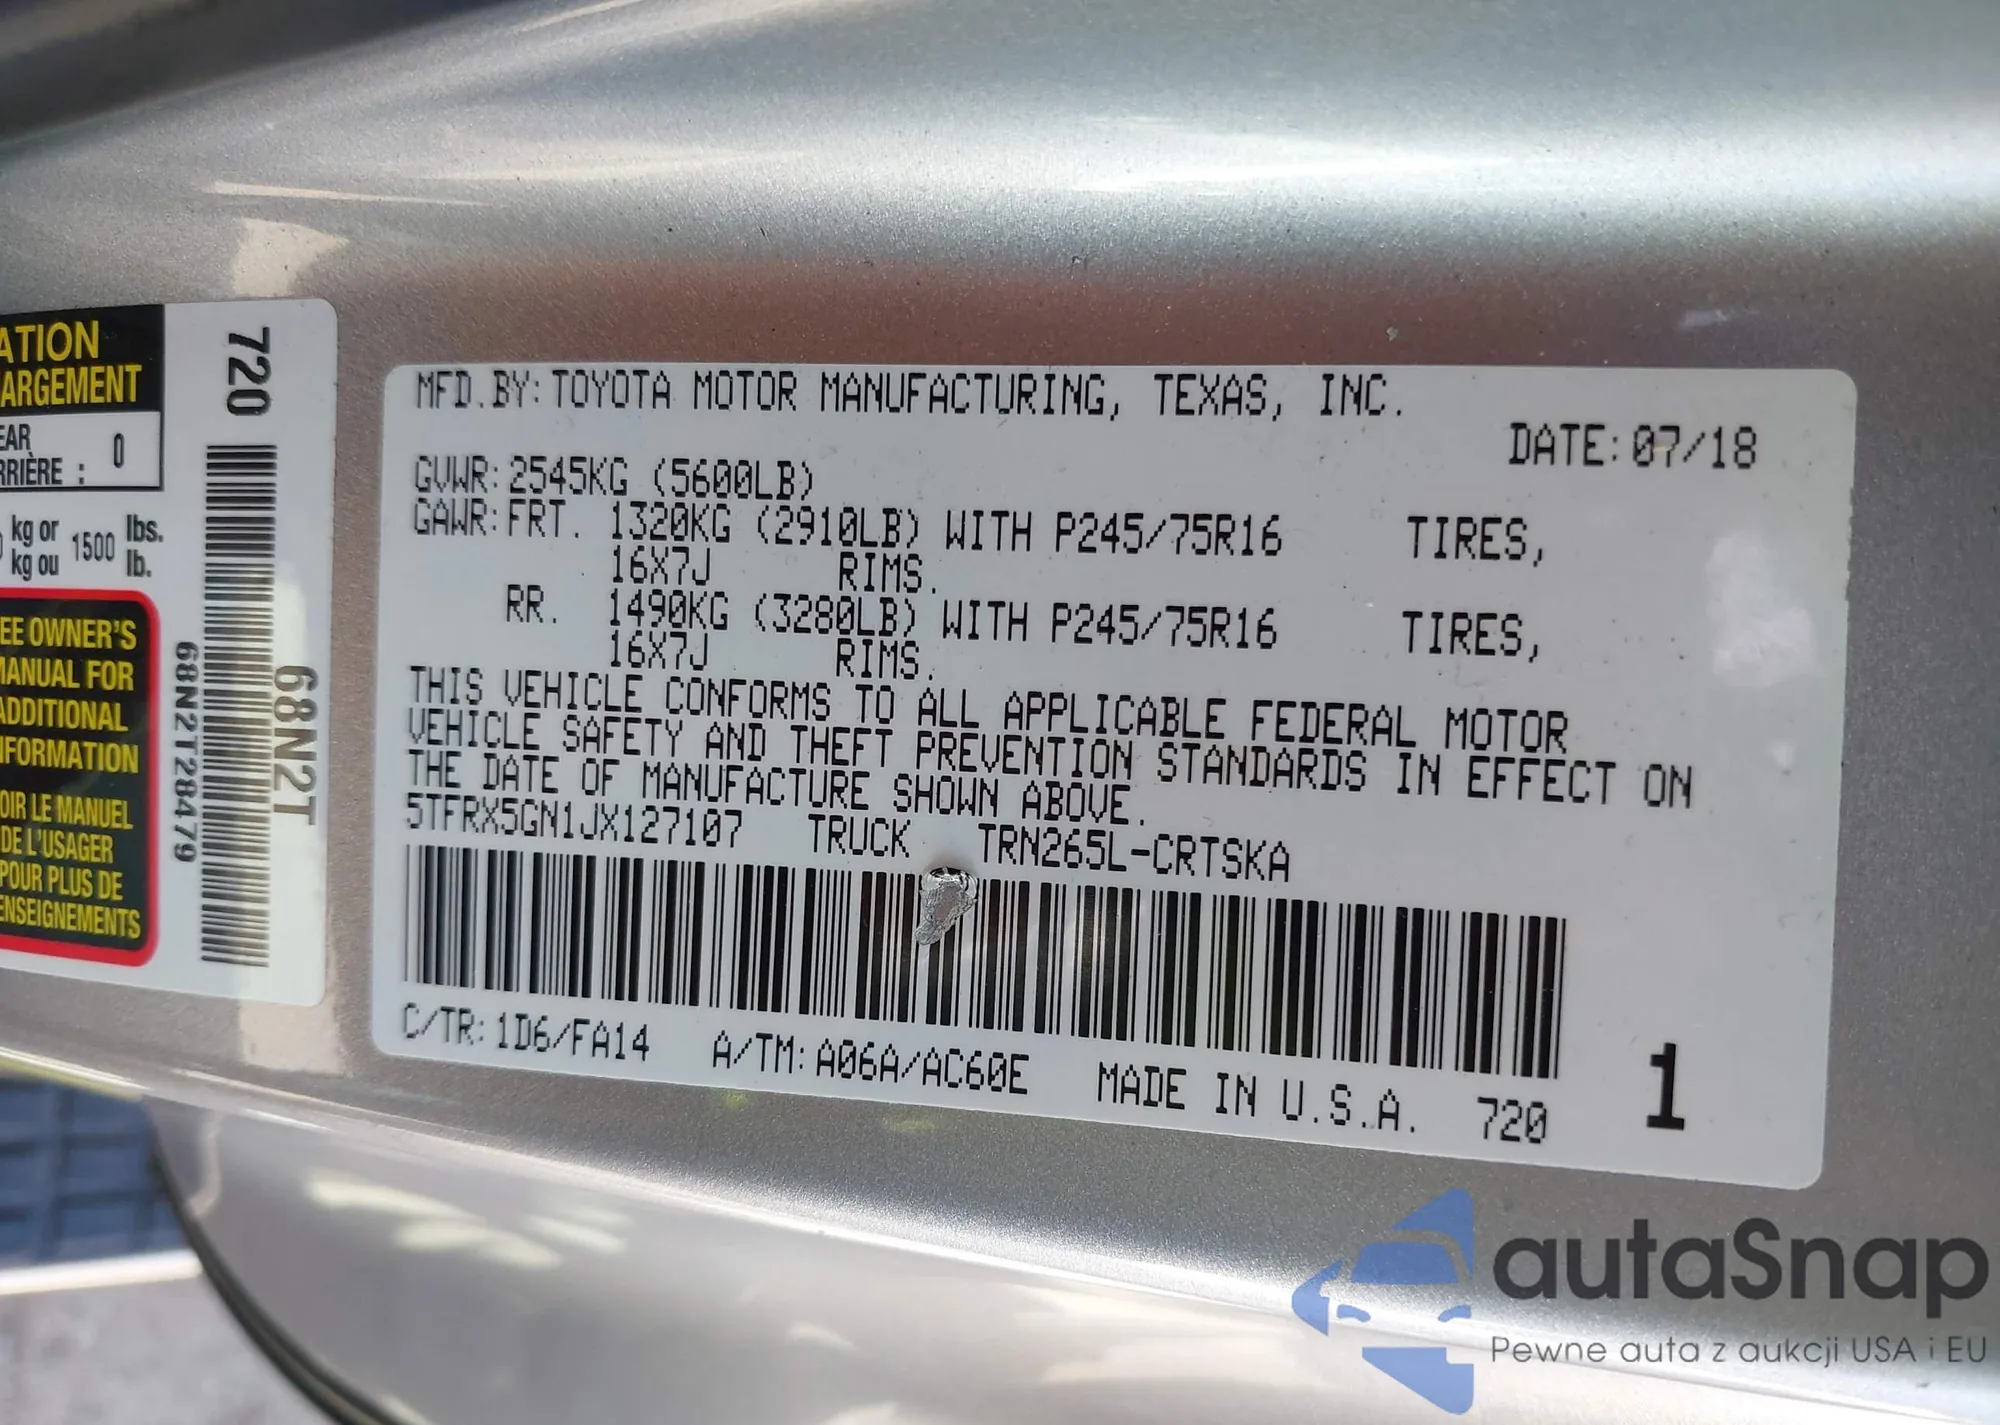 ATION
ARGEMENT
EAR
RRIÈRE : 0
kg or
kg ou 1500 lbs.
lb.
EE OWNER'S
MANUAL FOR
ADDITIONAL
NFORMATION
OIR LE MANUEL
DE L'USAGER
POUR PLUS DE
ENSEIGNEMENTS
720
68N2T28479
68N2T
MFD.BY:TOYOTA MOTOR MANUFACTURING, TEXAS, INC.
DATE:07/18
GVWR:2545KG (5600LB)
GAWR:FRT. 1320KG (2910LB) WITH P245/75R16 TIRES,
16X7J RIMS.
RR. 1490KG (3280LB) WITH P245/75R16 TIRES,
16X7J RIMS.
THIS VEHICLE CONFORMS TO ALL APPLICABLE FEDERAL MOTOR
VEHICLE SAFETY AND THEFT PREVENTION STANDARDS IN EFFECT ON
THE DATE OF MANUFACTURE SHOWN ABOVE.
5TFRX5GN1JX127107 TRUCK TRN265L-CRTSKA
C/TR:1D6/FA14 A/TM:A06A/AC60E MADE IN U.S.A. 720
1
autaSnap
Pewne auta z aukcji USA i EU